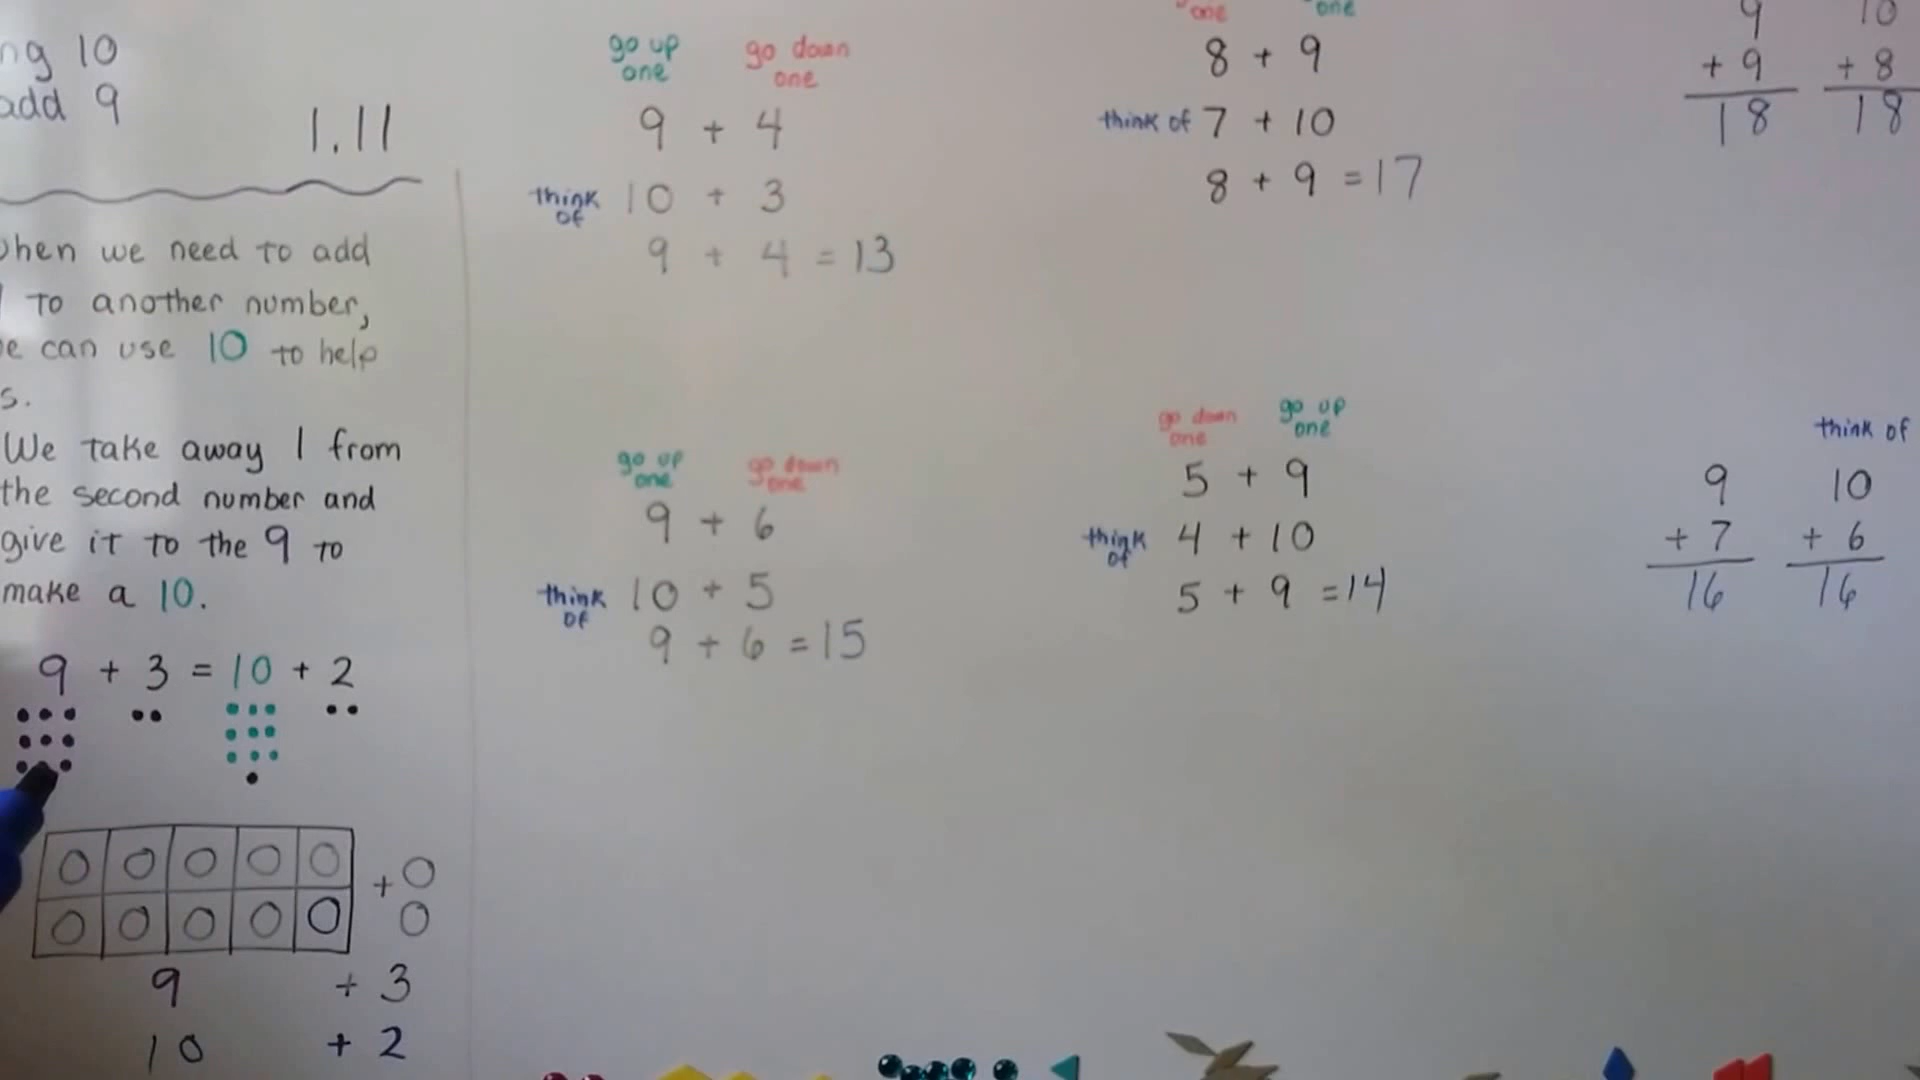 ng 10
add 9
1.11
when we need to add
to another number,
e can use 10 to help
s.
We take away 1 from
the second number and
give it to the 9 to
make a 10.
9 + 3 = 10 + 2
+
9 + 3
10 + 2
go up one go down one
9 + 4
think of 10 + 3
9 + 4 = 13
go up one go down one
9 + 6
think of 10 + 5
9 + 6 = 15
one one
8 + 9
think of 7 + 10
8 + 9 = 17
go down one go up one
5 + 9
think of 4 + 10
5 + 9 = 14
9 10
+ 9 + 8
18 18
think of
9 10
+ 7 + 6
16 16